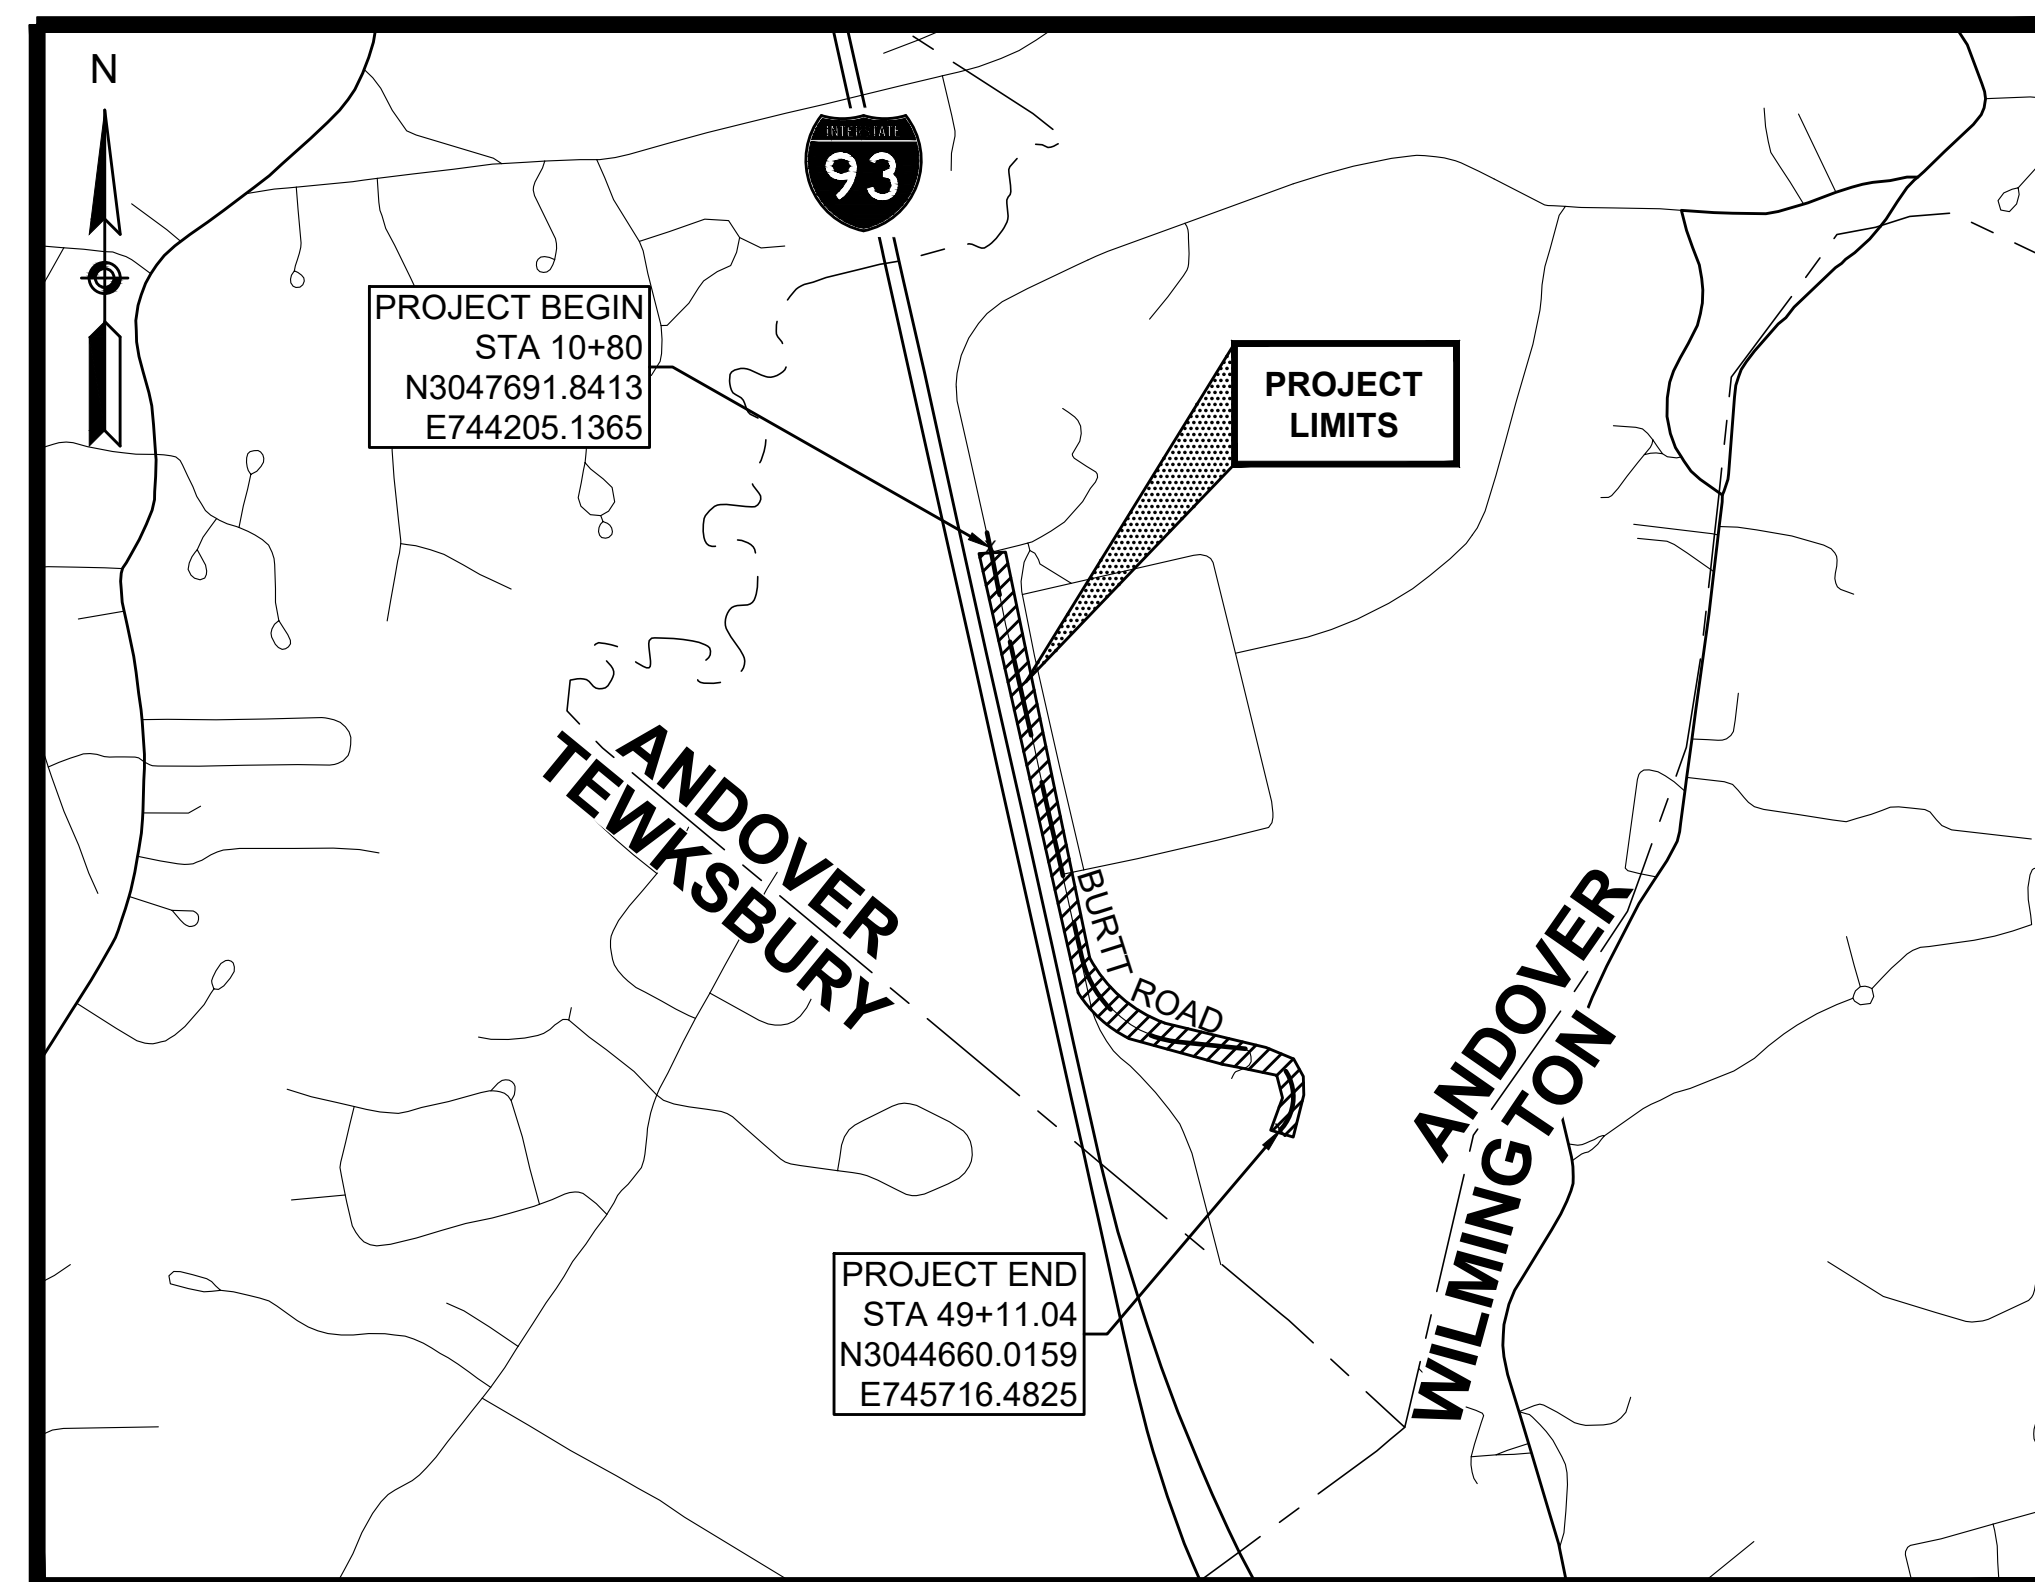 N
INTERSTATE
93
PROJECT BEGIN
STA 10+80
N3047691.8413
E744205.1365
PROJECT
LIMITS
ANDOVER
TEWKSBURY
BURTT ROAD
ANDOVER
WILMINGTON
PROJECT END
STA 49+11.04
N3044660.0159
E745716.4825